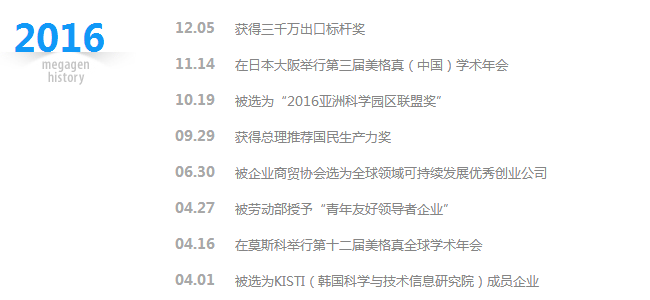 2016
megagen
history
12.05 获得三千万出口标杆奖
11.14 在日本大阪举行第三届美格真（中国）学术年会
10.19 被选为“2016亚洲科学园区联盟奖”
09.29 获得总理推荐国民生产力奖
06.30 被企业商贸协会选为全球领域可持续发展优秀创业公司
04.27 被劳动部授予“青年友好领导者企业”
04.16 在莫斯科举行第十二届美格真全球学术年会
04.01 被选为KISTI（韩国科学与技术信息研究院）成员企业